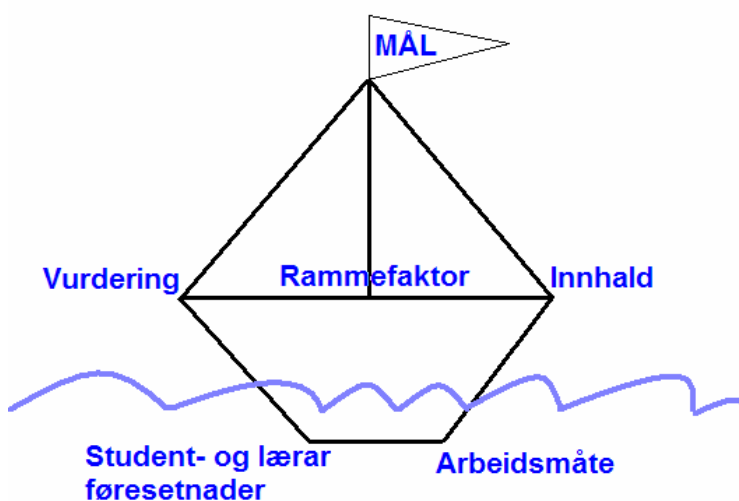 MÅL
Vurdering
Rammefaktor
Innhald
Student- og lærar
føresetnader
Arbeidsmåte